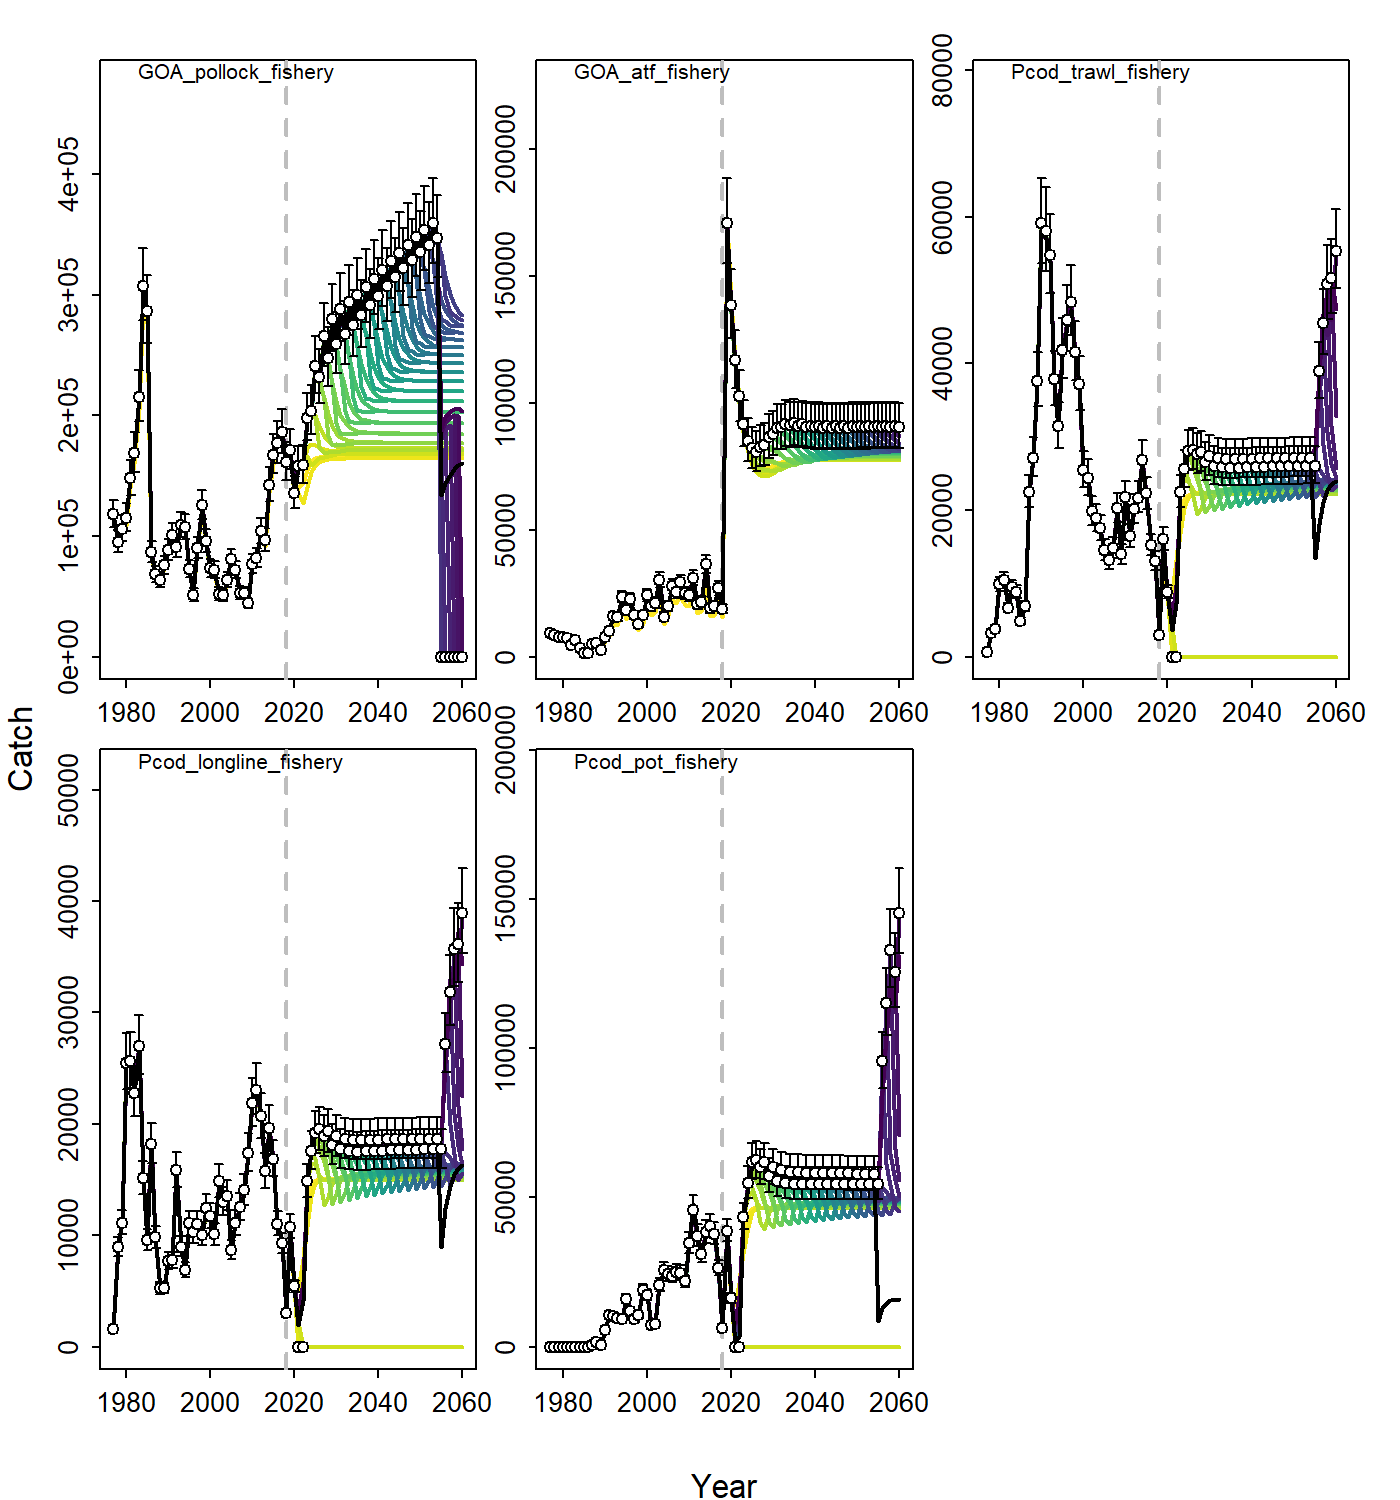 GOA_pollock_fishery
0e+00 1e+05 2e+05 3e+05 4e+05
1980 2000 2020 2040 2060
GOA_atf_fishery
0 50000 100000 150000 200000
1980 2000 2020 2040 2060
Pcod_trawl_fishery
0 20000 40000 60000 80000
1980 2000 2020 2040 2060
Catch
Pcod_longline_fishery
0 10000 20000 30000 40000 50000
1980 2000 2020 2040 2060
Pcod_pot_fishery
0 50000 100000 150000 200000
1980 2000 2020 2040 2060
Year